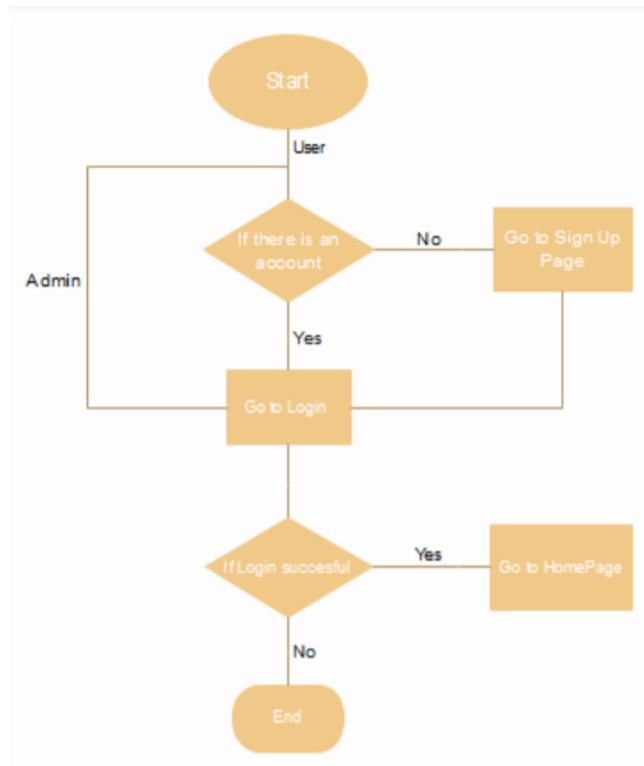 Start
User
If there is an
account
No
Go to Sign Up
Page
Admin
Yes
Go to Login
If Login succesful
Yes
Go to HomePage
No
End